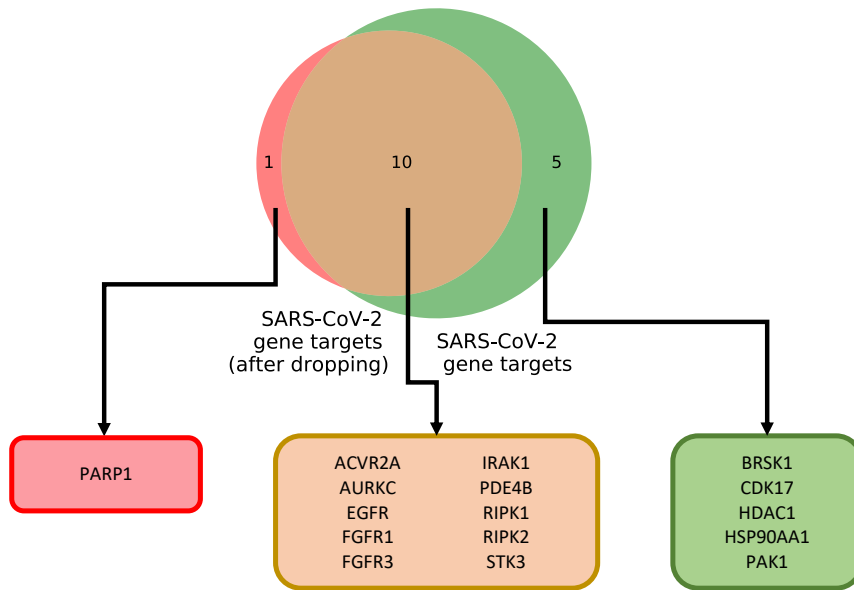 1
10
5
SARS-CoV-2
gene targets
(after dropping)
SARS-CoV-2
gene targets
PARP1
ACVR2A
AURKC
EGFR
FGFR1
FGFR3
IRAK1
PDE4B
RIPK1
RIPK2
STK3
BRSK1
CDK17
HDAC1
HSP90AA1
PAK1